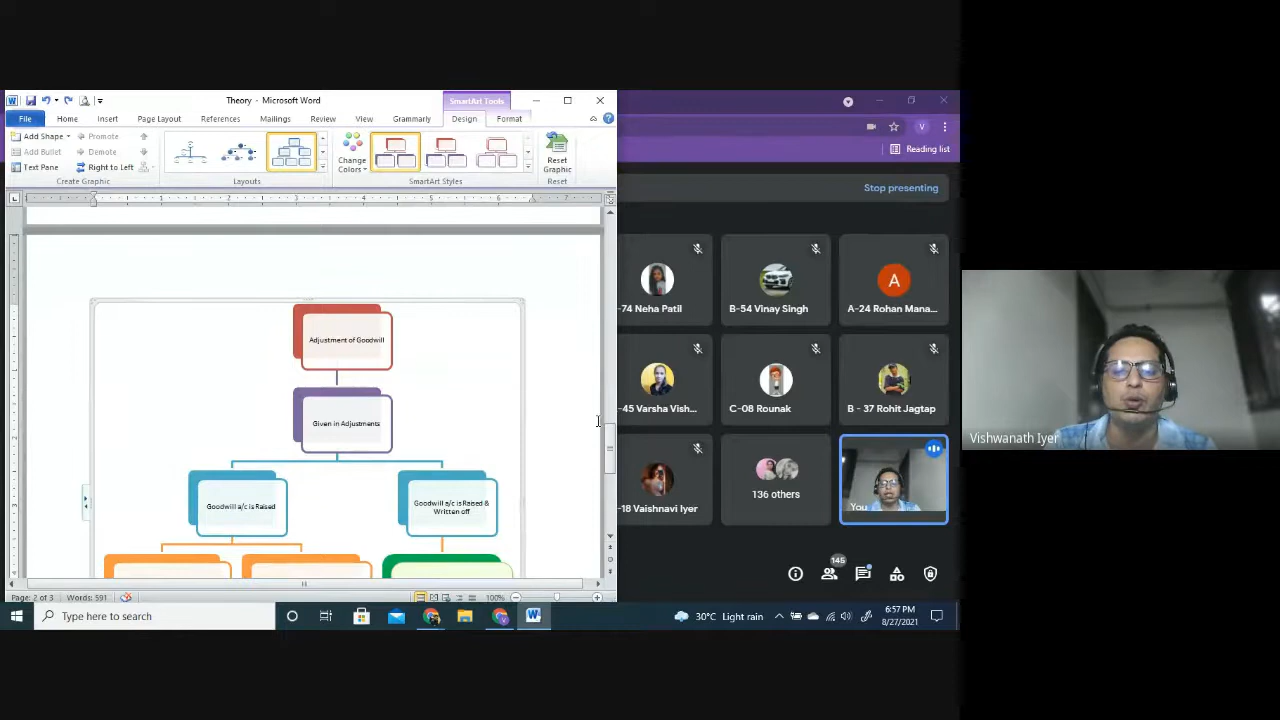 Theory - Microsoft Word
SmartArt Tools
File
Home
Insert
Page Layout
References
Mailings
Review
View
Grammarly
Design
Format
Add Shape
Promote
Add Bullet
Demote
Text Pane
Right to Left
Create Graphic
Layouts
Change
Colors
SmartArt Styles
Reset
Graphic
Reset
Adjustment of Goodwill
Given in Adjustments
Goodwill a/c is Raised
Goodwill a/c is Raised &
Written off
Page: 2 of 3
Words: 591
100%
V
Reading list
Stop presenting
-74 Neha Patil
B-54 Vinay Singh
A
A-24 Rohan Mana...
-45 Varsha Vish...
C-08 Rounak
B - 37 Rohit Jagtap
-18 Vaishnavi Iyer
136 others
You
145
Vishwanath Iyer
Type here to search
30°C Light rain
6:57 PM
8/27/2021